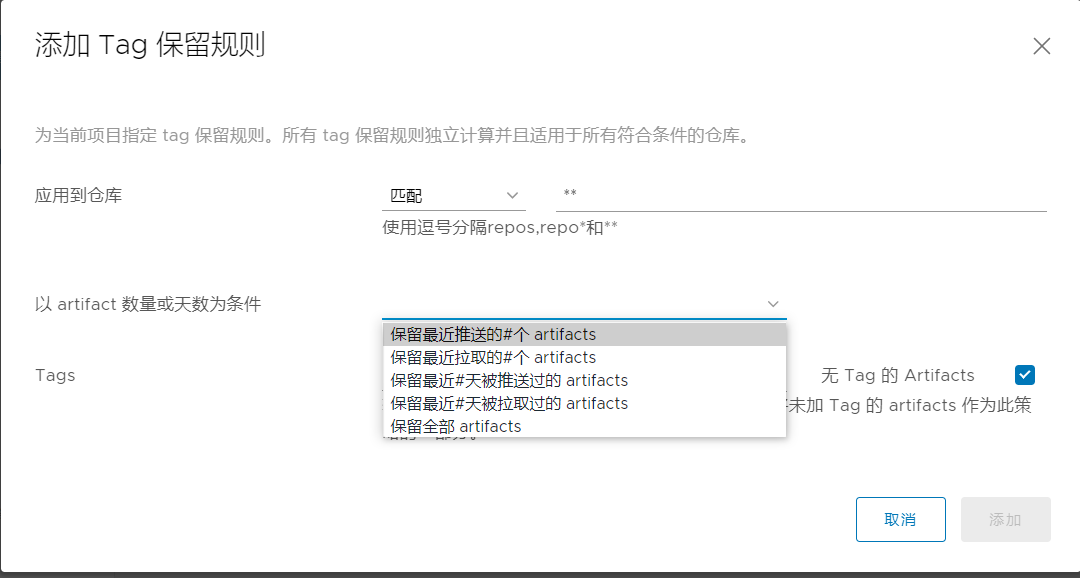 添加 Tag 保留规则
为当前项目指定 tag 保留规则。所有 tag 保留规则独立计算并且适用于所有符合条件的仓库。
应用到仓库 匹配 **
使用逗号分隔repos,repo*和**
以 artifact 数量或天数为条件
保留最近推送的#个 artifacts
保留最近拉取的#个 artifacts
Tags 保留最近#天被推送过的 artifacts 无 Tag 的 Artifacts
保留最近#天被拉取过的 artifacts 未加 Tag 的 artifacts 作为此策
保留全部 artifacts
取消 添加